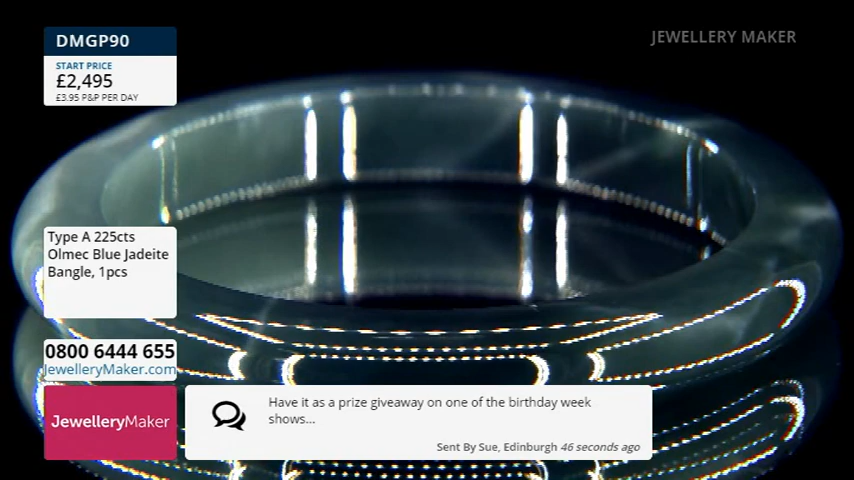 DMGP90
START PRICE
£2,495
£3.95 P&P PER DAY
JEWELLERY MAKER
Type A 225cts
Olmec Blue Jadeite
Bangle, 1pcs
0800 6444 655
JewelleryMaker.com
JewelleryMaker
Have it as a prize giveaway on one of the birthday week
shows...
Sent By Sue, Edinburgh 46 seconds ago